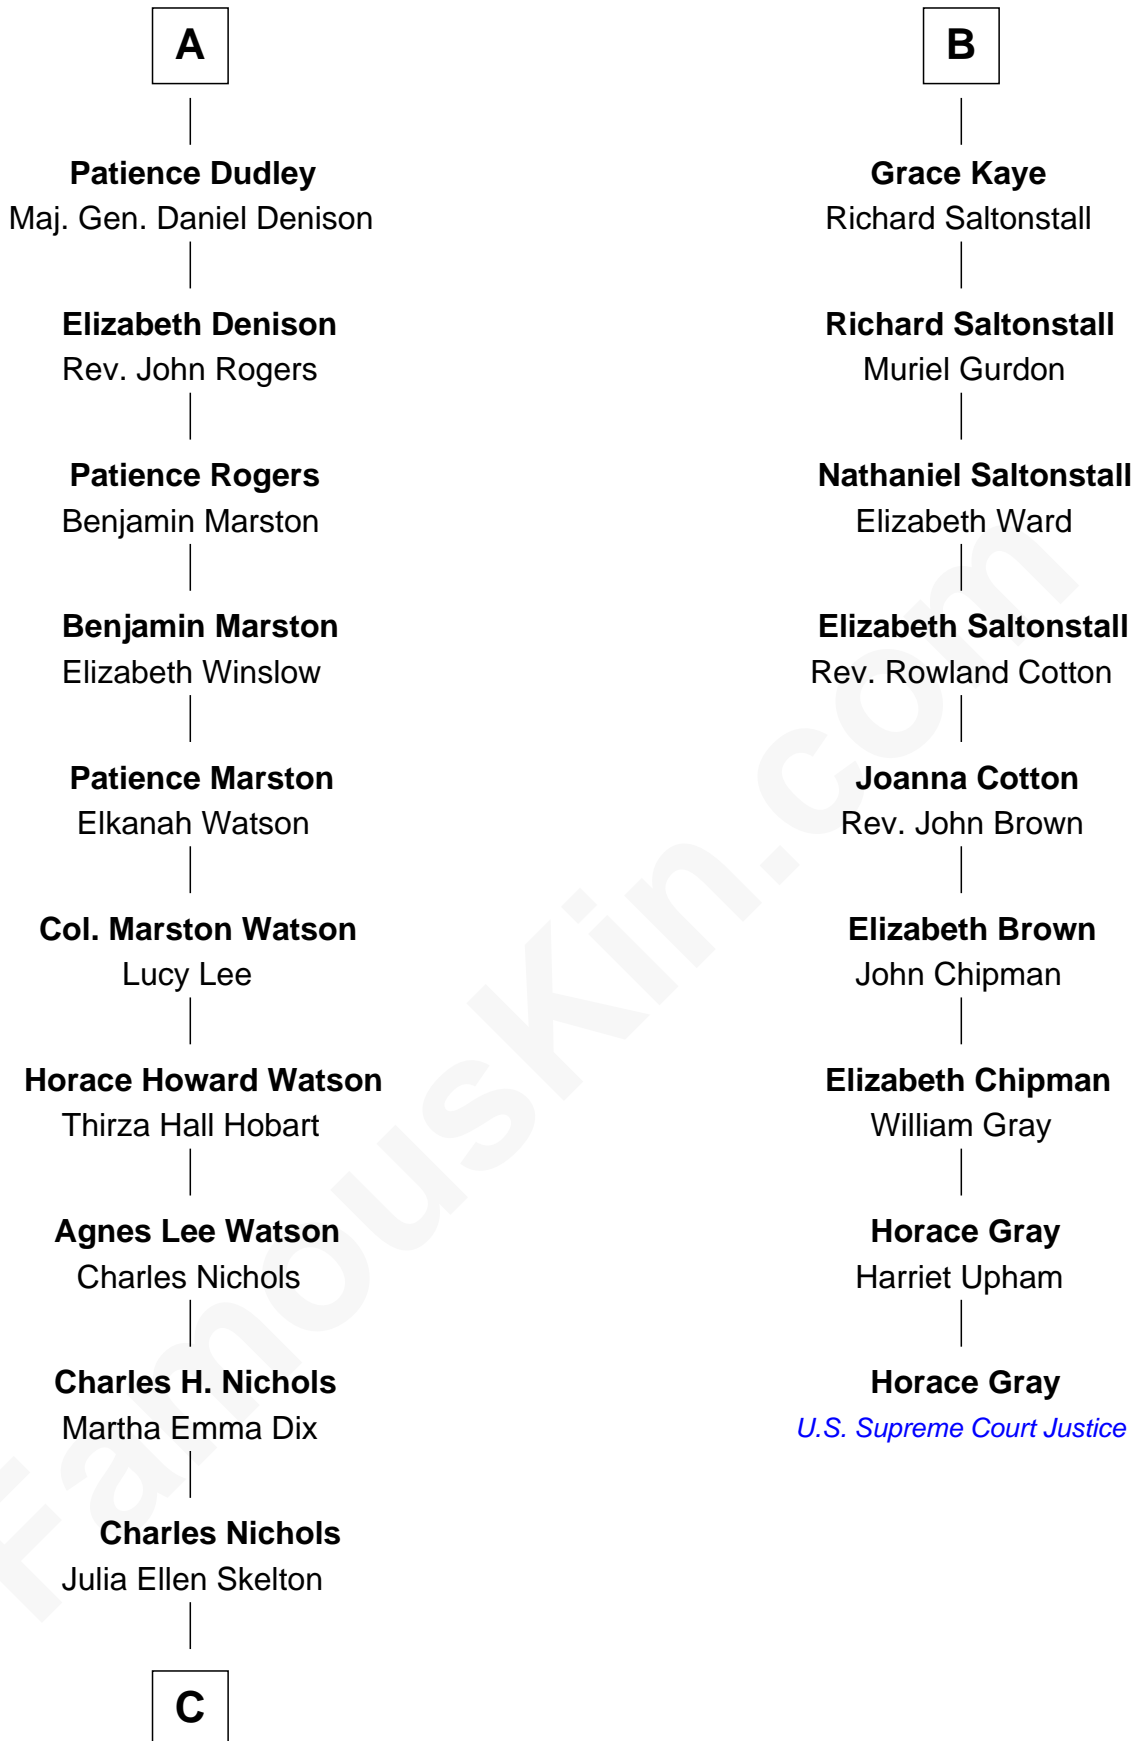 A
Patience Dudley
Maj. Gen. Daniel Denison
Elizabeth Denison
Rev. John Rogers
Patience Rogers
Benjamin Marston
Benjamin Marston
Elizabeth Winslow
Patience Marston
Elkanah Watson
Col. Marston Watson
Lucy Lee
Horace Howard Watson
Thirza Hall Hobart
Agnes Lee Watson
Charles Nichols
Charles H. Nichols
Martha Emma Dix
Charles Nichols
Julia Ellen Skelton
C
B
Grace Kaye
Richard Saltonstall
Richard Saltonstall
Muriel Gurdon
Nathaniel Saltonstall
Elizabeth Ward
Elizabeth Saltonstall
Rev. Rowland Cotton
Joanna Cotton
Rev. John Brown
Elizabeth Brown
John Chipman
Elizabeth Chipman
William Gray
Horace Gray
Harriet Upham
Horace Gray
U.S. Supreme Court Justice
FamousKin.com